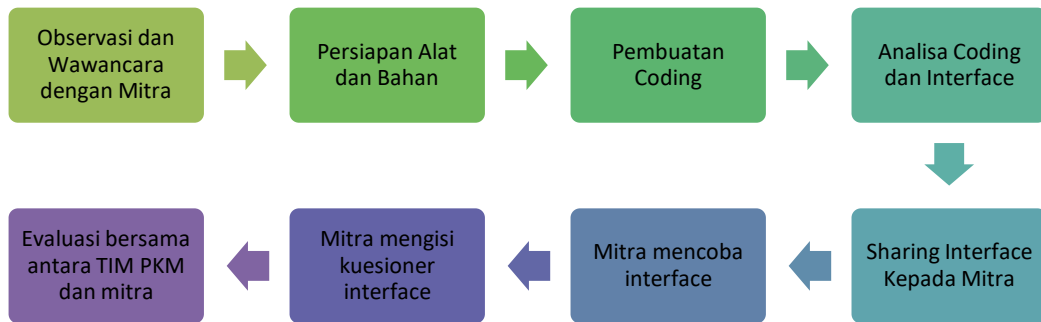 Observasi dan
Wawancara
dengan Mitra
Persiapan Alat
dan Bahan
Pembuatan
Coding
Analisa Coding
dan Interface
Sharing Interface
Kepada Mitra
Mitra mencoba
interface
Mitra mengisi
kuesioner
interface
Evaluasi bersama
antara TIM PKM
dan mitra